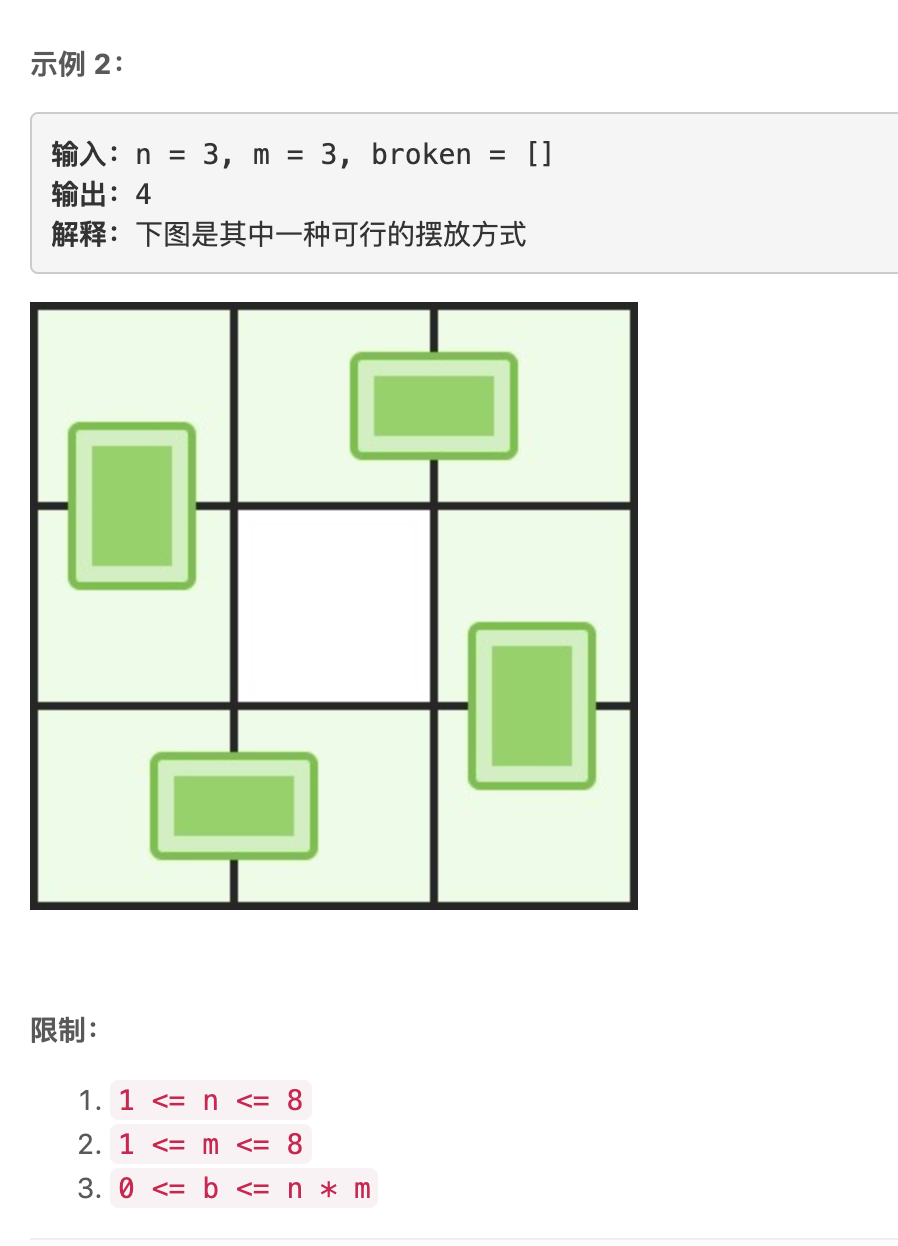 示例 2：
输入：n = 3, m = 3, broken = []
输出：4
解释：下图是其中一种可行的摆放方式
限制：
1. 1 <= n <= 8
2. 1 <= m <= 8
3. 0 <= b <= n * m